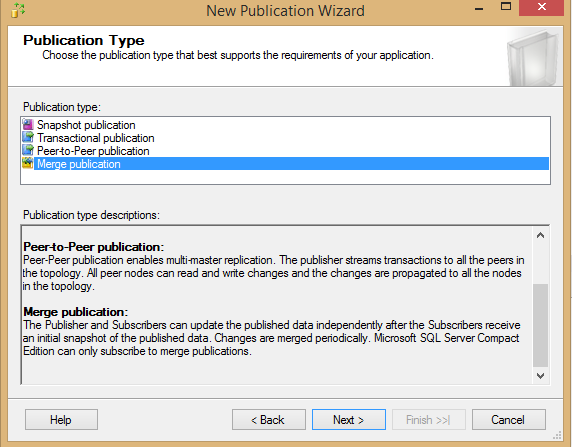 New Publication Wizard
Publication Type
Choose the publication type that best supports the requirements of your application.
Publication type:
Snapshot publication
Transactional publication
Peer-to-Peer publication
Merge publication
Publication type descriptions:
Peer-to-Peer publication:
Peer-Peer publication enables multi-master replication. The publisher streams transactions to all the peers in
the topology. All peer nodes can read and write changes and the changes are propagated to all the nodes
in the topology.
Merge publication:
The Publisher and Subscribers can update the published data independently after the Subscribers receive
an initial snapshot of the published data. Changes are merged periodically. Microsoft SQL Server Compact
Edition can only subscribe to merge publications.
Help
< Back
Next >
Finish >>|
Cancel